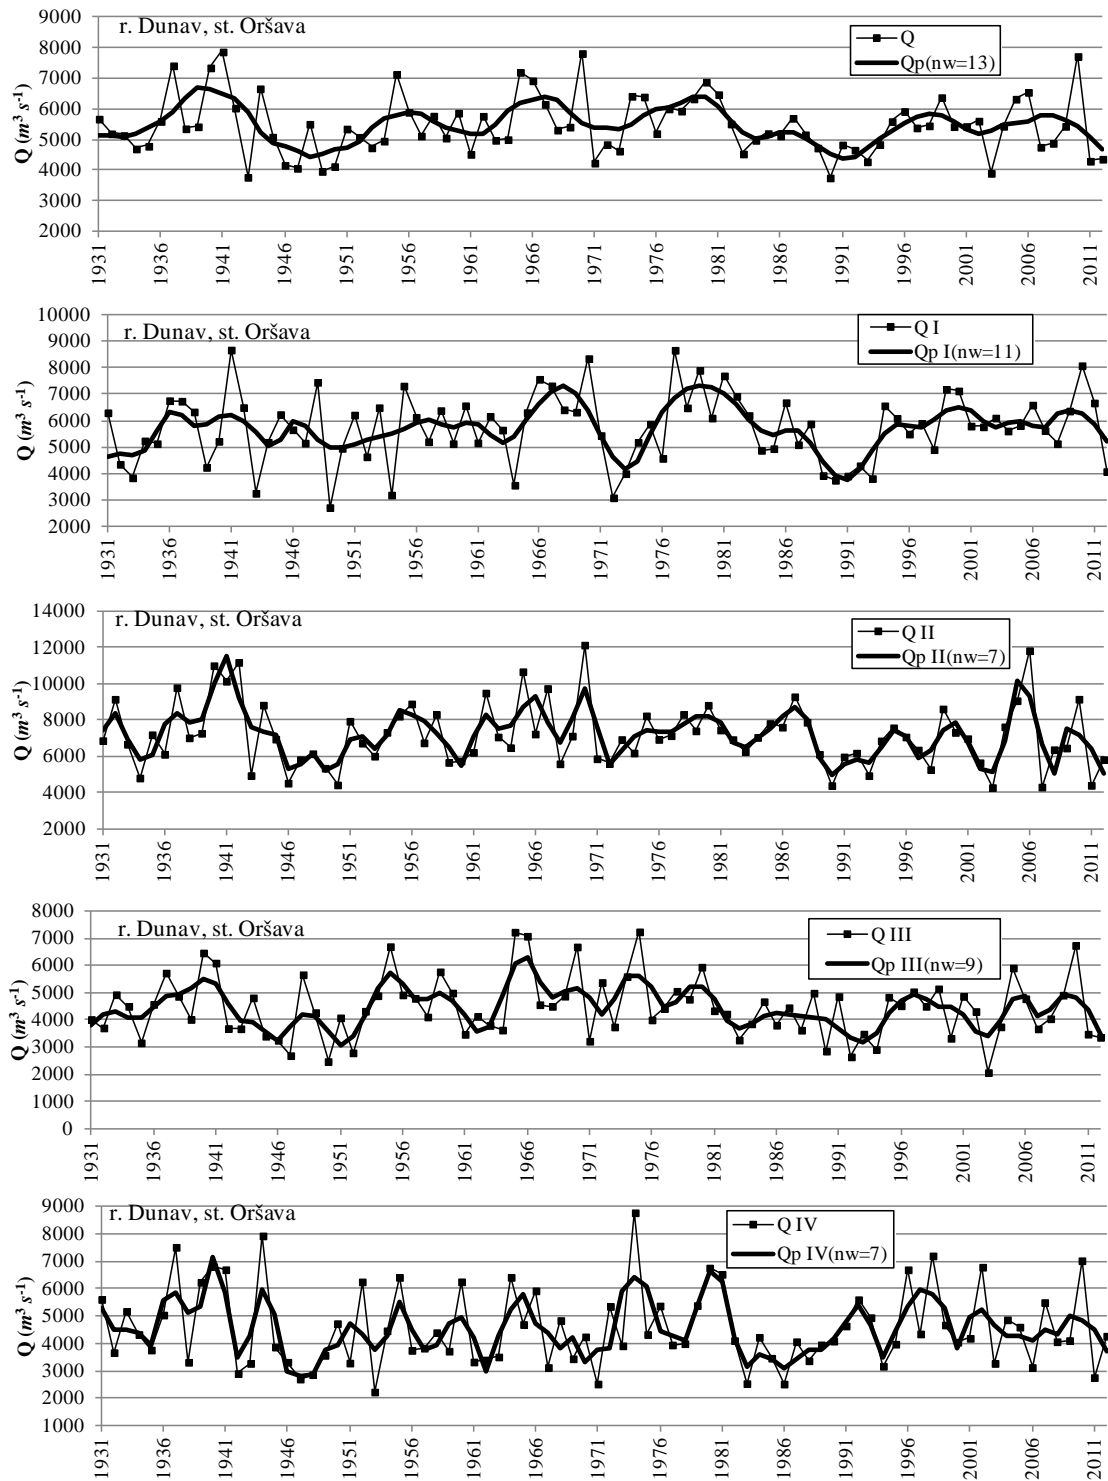 r. Dunav, st. Oršava
Q
Qp(nw=13)
Q (m³ s⁻¹)
9000
8000
7000
6000
5000
4000
3000
2000
1931 1936 1941 1946 1951 1956 1961 1966 1971 1976 1981 1986 1991 1996 2001 2006 2011
r. Dunav, st. Oršava
Q I
Qp I(nw=11)
Q (m³ s⁻¹)
10000
9000
8000
7000
6000
5000
4000
3000
2000
1931 1936 1941 1946 1951 1956 1961 1966 1971 1976 1981 1986 1991 1996 2001 2006 2011
r. Dunav, st. Oršava
Q II
Qp II(nw=7)
Q (m³ s⁻¹)
14000
12000
10000
8000
6000
4000
2000
1931 1936 1941 1946 1951 1956 1961 1966 1971 1976 1981 1986 1991 1996 2001 2006 2011
r. Dunav, st. Oršava
Q III
Qp III(nw=9)
Q (m³ s⁻¹)
8000
7000
6000
5000
4000
3000
2000
1000
0
1931 1936 1941 1946 1951 1956 1961 1966 1971 1976 1981 1986 1991 1996 2001 2006 2011
r. Dunav, st. Oršava
Q IV
Qp IV(nw=7)
Q (m³ s⁻¹)
9000
8000
7000
6000
5000
4000
3000
2000
1000
1931 1936 1941 1946 1951 1956 1961 1966 1971 1976 1981 1986 1991 1996 2001 2006 2011